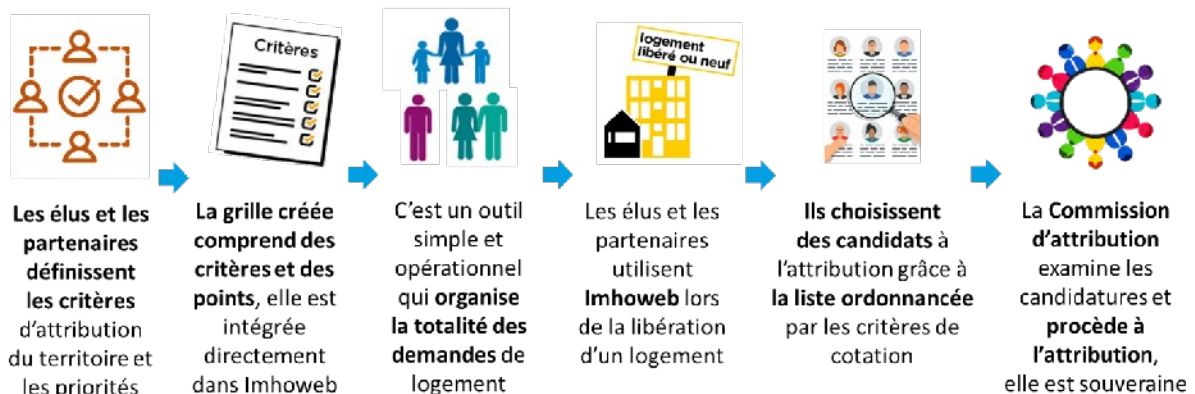 Critères
logement
libéré ou neuf
Les élus et les
partenaires
définissent
les critères
d'attribution
du territoire et
les priorités
La grille créée
comprend des
critères et des
points, elle est
intégrée
directement
dans Imhoweb
C'est un outil
simple et
opérationnel
qui organise
la totalité des
demandes de
logement
Les élus et les
partenaires
utilisent
Imhoweb lors
de la libération
d'un logement
Ils choisissent
des candidats à
l'attribution grâce à
la liste ordonnancée
par les critères de
cotation
La Commission
d'attribution
examine les
candidatures et
procède à
l'attribution,
elle est souveraine